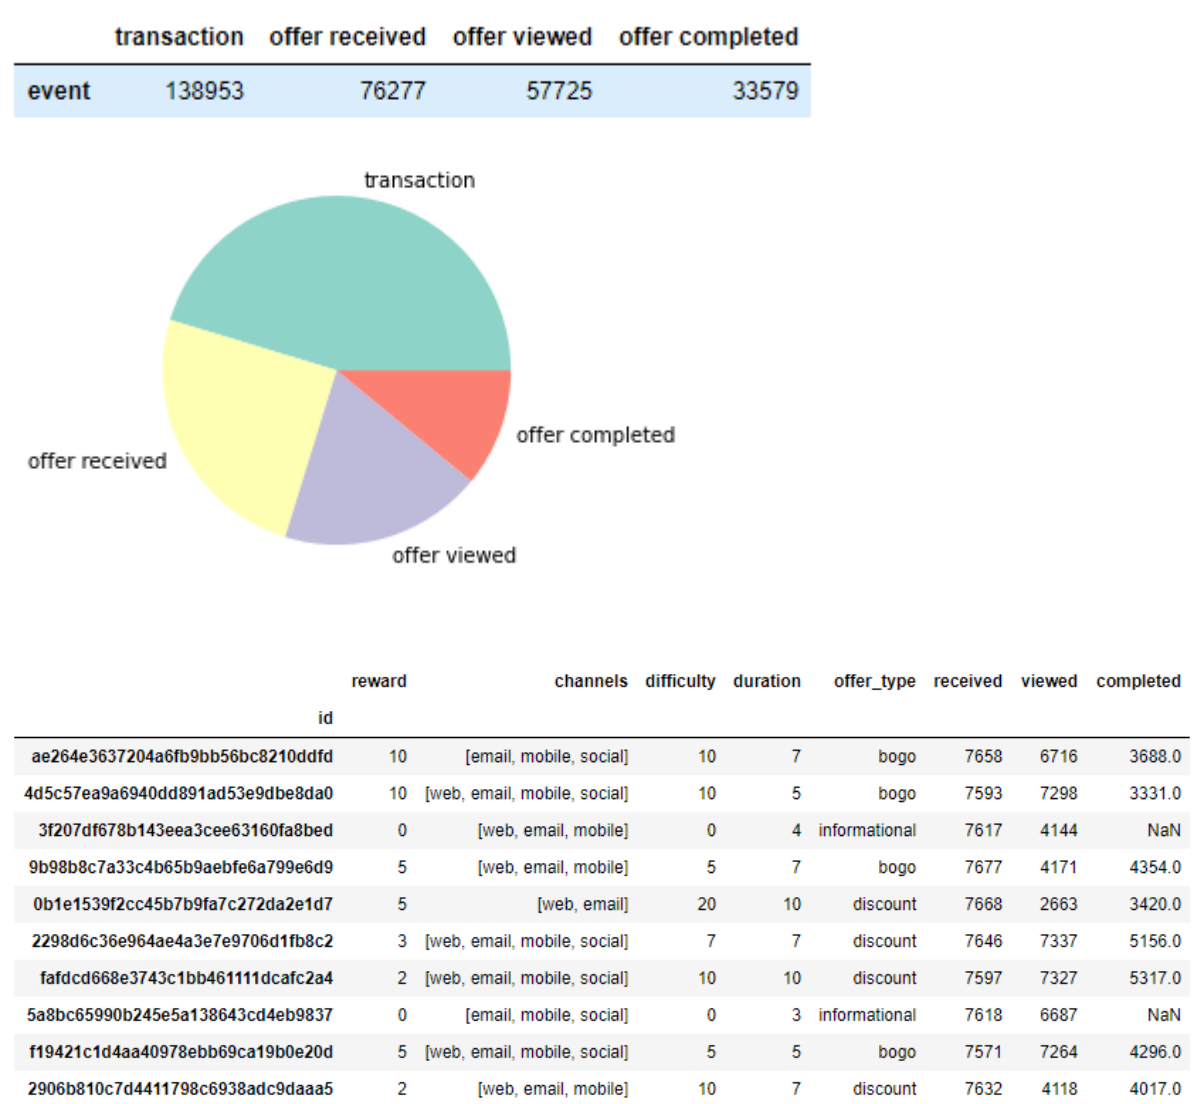 transaction offer received offer viewed offer completed
event 138953 76277 57725 33579
transaction
offer completed
offer received
offer viewed
reward channels difficulty duration offer_type received viewed completed
id
ae264e3637204a6fb9bb56bc8210ddfd 10 [email, mobile, social] 10 7 bogo 7658 6716 3688.0
4d5c57ea9a6940dd891ad53e9dbe8da0 10 [web, email, mobile, social] 10 5 bogo 7593 7298 3331.0
3f207df678b143eea3cee63160fa8bed 0 [web, email, mobile] 0 4 informational 7617 4144 NaN
9b98b8c7a33c4b65b9aebfe6a799e6d9 5 [web, email, mobile] 5 7 bogo 7677 4171 4354.0
0b1e1539f2cc45b7b9fa7c272da2e1d7 5 [web, email] 20 10 discount 7668 2663 3420.0
2298d6c36e964ae4a3e7e9706d1fb8c2 3 [web, email, mobile, social] 7 7 discount 7646 7337 5156.0
fafdcd668e3743c1bb461111dcafc2a4 2 [web, email, mobile, social] 10 10 discount 7597 7327 5317.0
5a8bc65990b245e5a138643cd4eb9837 0 [email, mobile, social] 0 3 informational 7618 6687 NaN
f19421c1d4aa40978ebb69ca19b0e20d 5 [web, email, mobile, social] 5 5 bogo 7571 7264 4296.0
2906b810c7d4411798c6938adc9daaa5 2 [web, email, mobile] 10 7 discount 7632 4118 4017.0